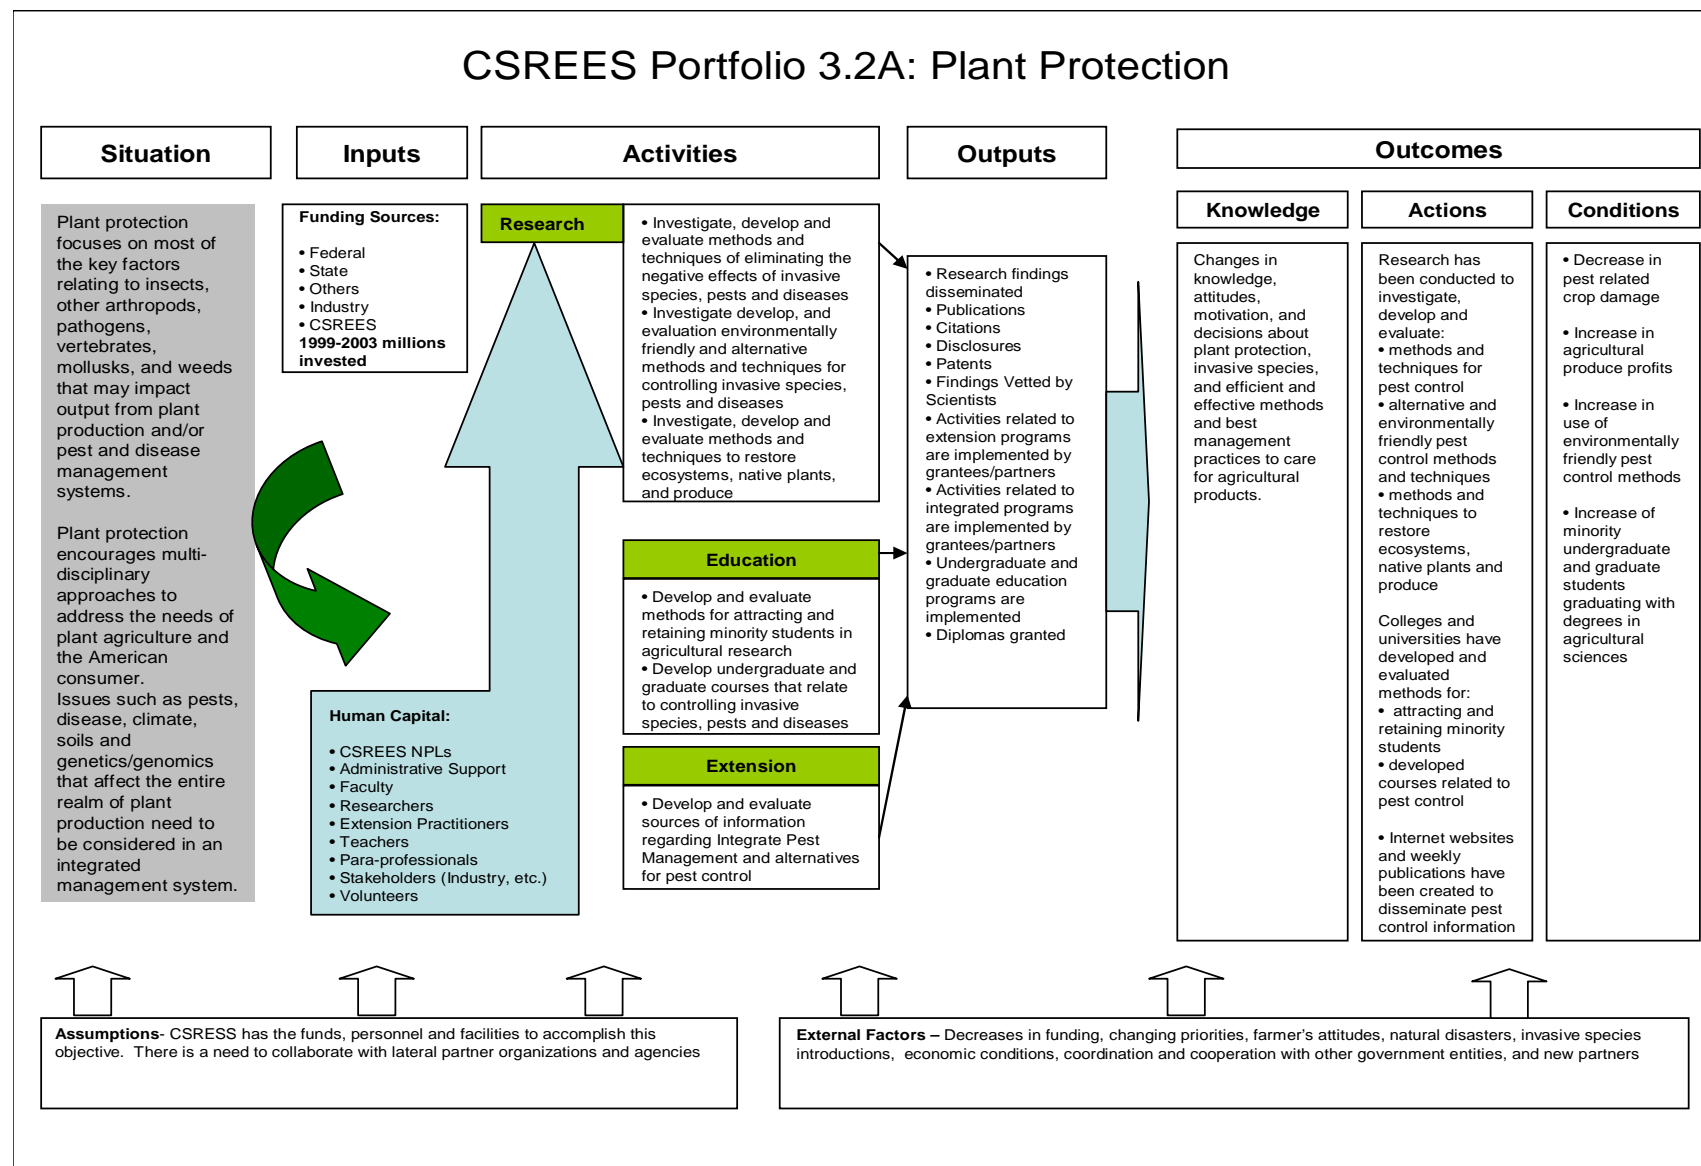 CSREES Portfolio 3.2A: Plant Protection
Situation
Inputs
Activities
Outputs
Outcomes
Knowledge
Actions
Conditions
Plant protection
focuses on most of
the key factors
relating to insects,
other arthropods,
pathogens,
vertebrates,
mollusks, and weeds
that may impact
output from plant
production and/or
pest and disease
management
systems.
Plant protection
encourages multi-
disciplinary
approaches to
address the needs of
plant agriculture and
the American
consumer.
Issues such as pests,
disease, climate,
soils and
genetics/genomics
that affect the entire
realm of plant
production need to
be considered in an
integrated
management system.
Funding Sources:
• Federal
• State
• Others
• Industry
• CSREES
1999-2003 millions
invested
Human Capital:
• CSREES NPLs
• Administrative Support
• Faculty
• Researchers
• Extension Practitioners
• Teachers
• Para-professionals
• Stakeholders (Industry, etc.)
• Volunteers
Research
• Investigate, develop and
evaluate methods and
techniques of eliminating the
negative effects of invasive
species, pests and diseases
• Investigate develop, and
evaluation environmentally
friendly and alternative
methods and techniques for
controlling invasive species,
pests and diseases
• Investigate, develop and
evaluate methods and
techniques to restore
ecosystems, native plants,
and produce
Education
• Develop and evaluate
methods for attracting and
retaining minority students in
agricultural research
• Develop undergraduate and
graduate courses that relate
to controlling invasive
species, pests and diseases
Extension
• Develop and evaluate
sources of information
regarding Integrate Pest
Management and alternatives
for pest control
• Research findings
disseminated
• Publications
• Citations
• Disclosures
• Patents
• Findings Vetted by
Scientists
• Activities related to
extension programs
are implemented by
grantees/partners
• Activities related to
integrated programs
are implemented by
grantees/partners
• Undergraduate and
graduate education
programs are
implemented
• Diplomas granted
Changes in
knowledge,
attitudes,
motivation, and
decisions about
plant protection,
invasive species,
and efficient and
effective methods
and best
management
practices to care
for agricultural
products.
Research has
been conducted to
investigate,
develop and
evaluate:
• methods and
techniques for
pest control
• alternative and
environmentally
friendly pest
control methods
and techniques
• methods and
techniques to
restore
ecosystems,
native plants and
produce
Colleges and
universities have
developed and
evaluated
methods for:
• attracting and
retaining minority
students
• developed
courses related to
pest control
• Internet websites
and weekly
publications have
been created to
disseminate pest
control information
• Decrease in
pest related
crop damage
• Increase in
agricultural
produce profits
• Increase in
use of
environmentally
friendly pest
control methods
• Increase of
minority
undergraduate
and graduate
students
graduating with
degrees in
agricultural
sciences
Assumptions- CSRESS has the funds, personnel and facilities to accomplish this
objective. There is a need to collaborate with lateral partner organizations and agencies
External Factors – Decreases in funding, changing priorities, farmer's attitudes, natural disasters, invasive species
introductions, economic conditions, coordination and cooperation with other government entities, and new partners